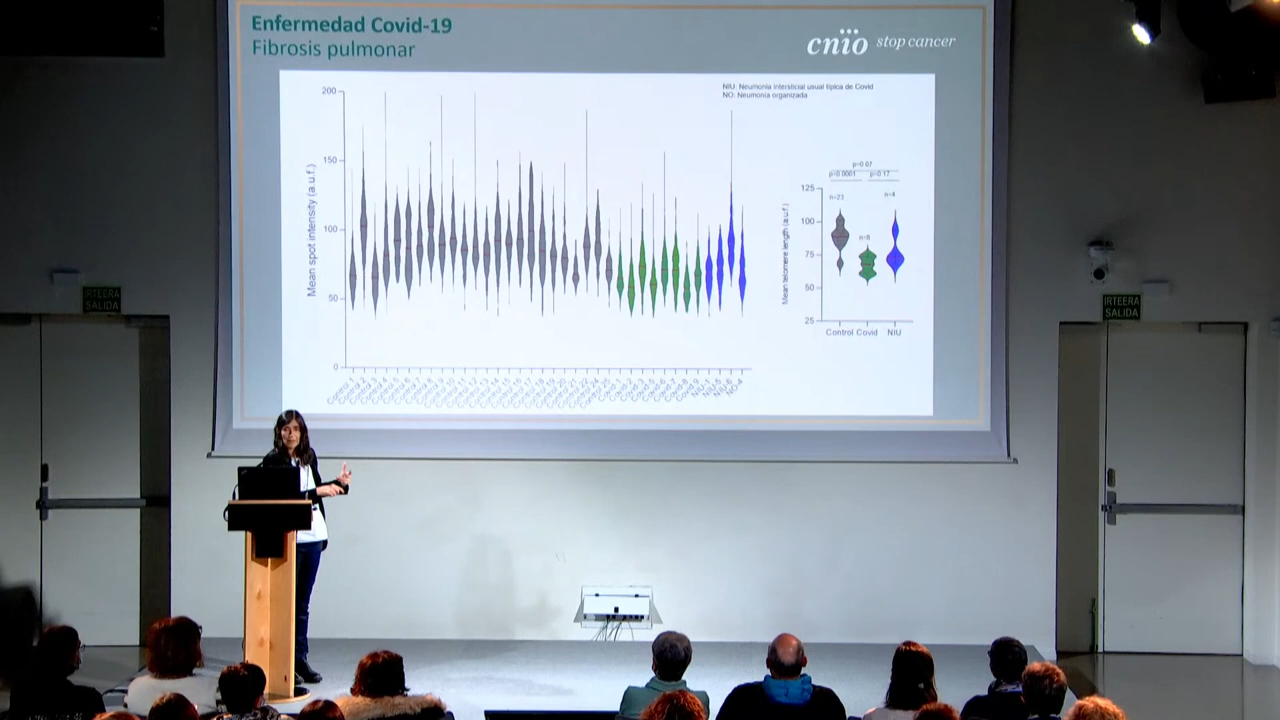 Enfermedad Covid-19
Fibrosis pulmonar
cnio stop cancer
NIU: Neumonía intersticial usual típica de Covid
NO: Neumonía organizada
200
150
100
50
0
Mean spot intensity (a.u.f.)
p=0.07
p=0.0001 p=0.17
n=23
n=8
n=4
125
100
75
50
25
Mean telomere length (a.u.f.)
Control Covid NIU
IRTEERA
SALIDA
IRTEERA
SALIDA